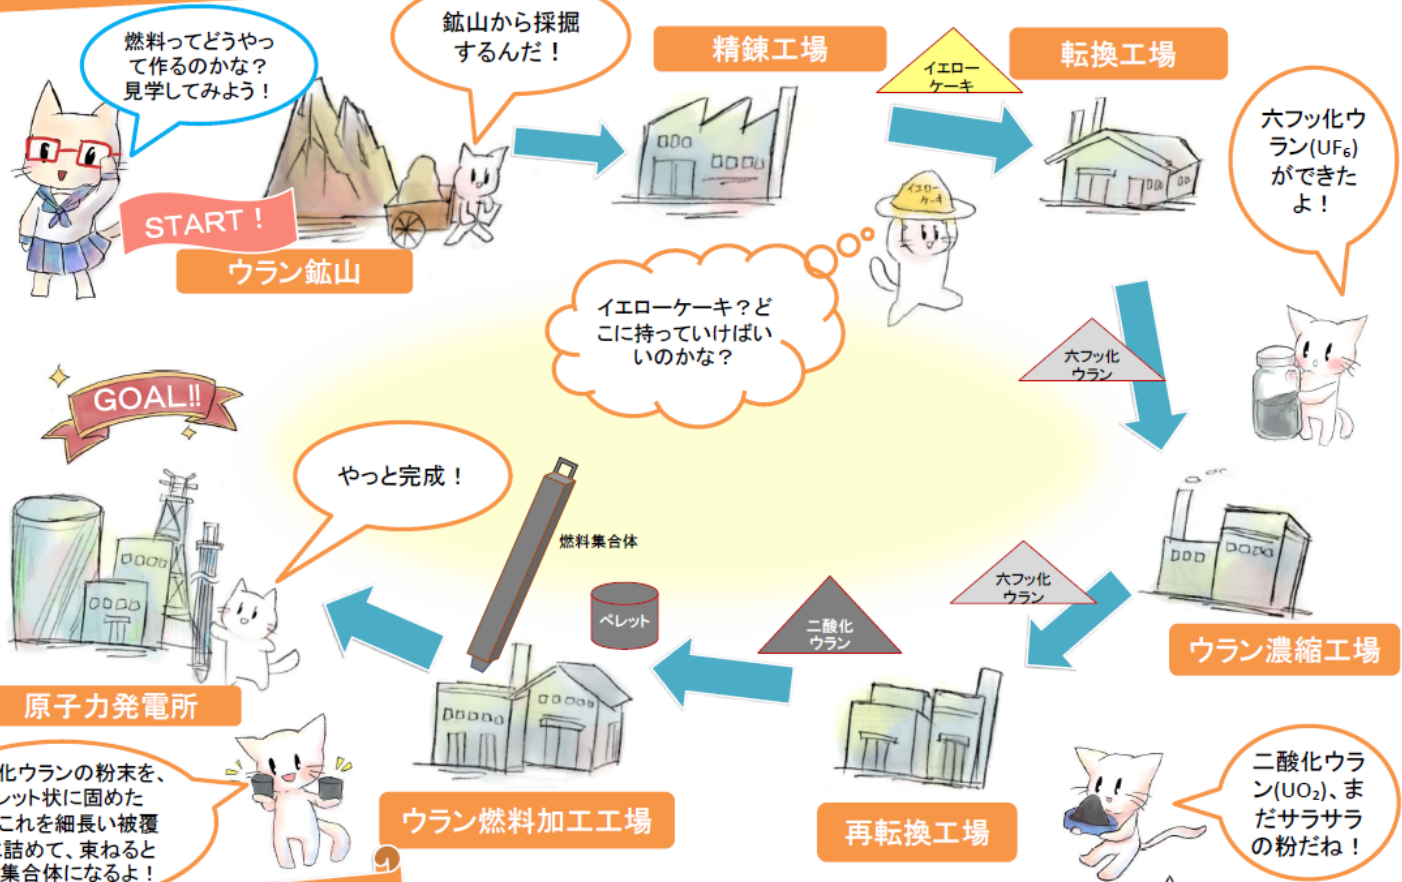 燃料ってどうやっ
て作るのかな？
見学してみよう！
START！
ウラン鉱山
鉱山から採掘
するんだ！
精錬工場
イエロー
ケーキ
転換工場
六フッ化ウ
ラン(UF₆)
ができた
よ！
イエロー
ケーキ
イエローケーキ？ど
こに持っていけばい
いのかな？
六フッ化
ウラン
ウラン濃縮工場
六フッ化
ウラン
再転換工場
二酸化ウラ
ン(UO₂)、ま
だサラサラ
の粉だね！
二酸化
ウラン
ペレット
燃料集合体
ウラン燃料加工工場
化ウランの粉末を、
レット状に固めた
これを細長い被覆
詰めて、束ねると
集合体になるよ！
やっと完成！
GOAL!!
原子力発電所